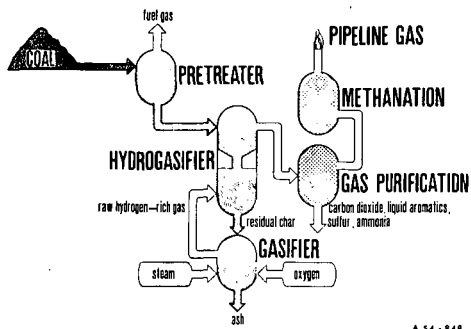 fuel gas
COAL
PRETREATER
PIPELINE GAS
METHANATION
HYDROGASIFIER
GAS PURIFICATION
raw hydrogen–rich gas
residual char
carbon dioxide, liquid aromatics,
sulfur, ammonia
GASIFIER
steam
oxygen
ash